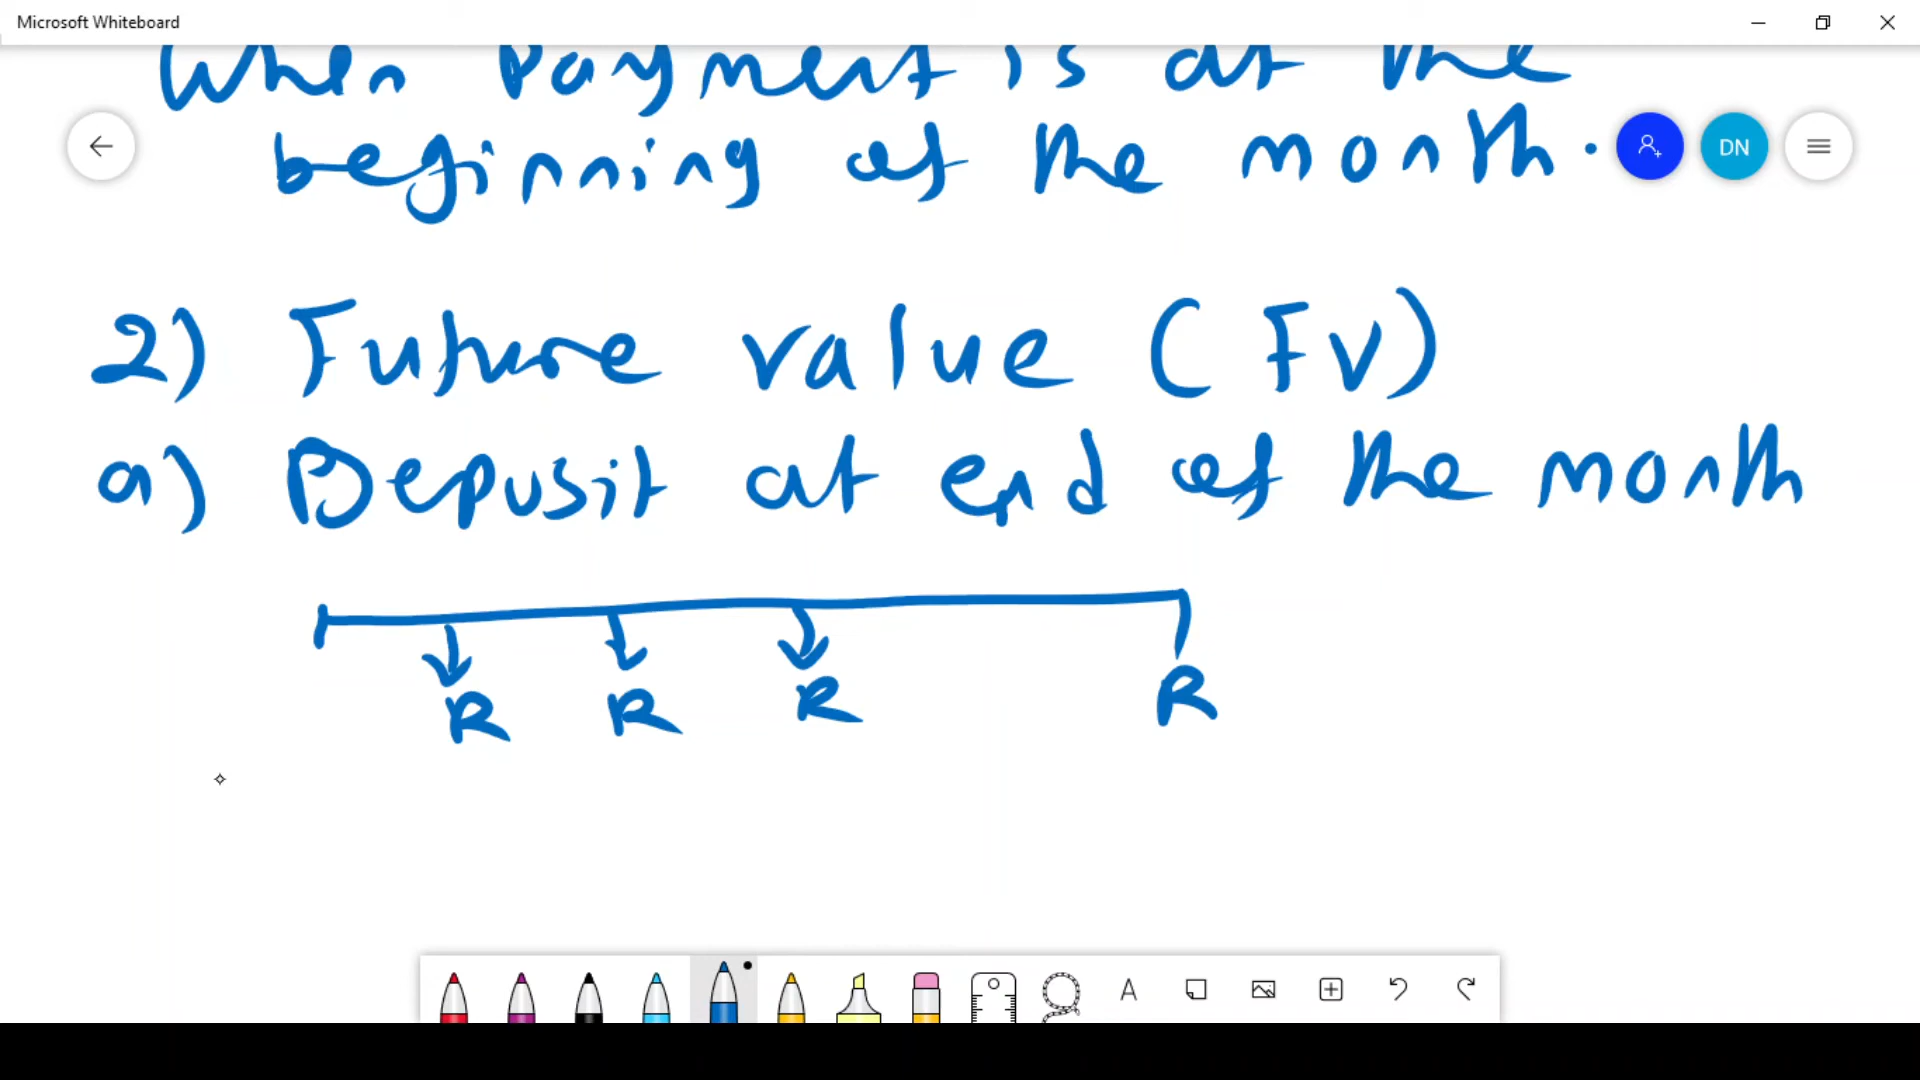 Microsoft Whiteboard
When payment is at the
beginning of the month.
DN
2) Future value (FV)
a) Deposit at end of the month
R R R R
A